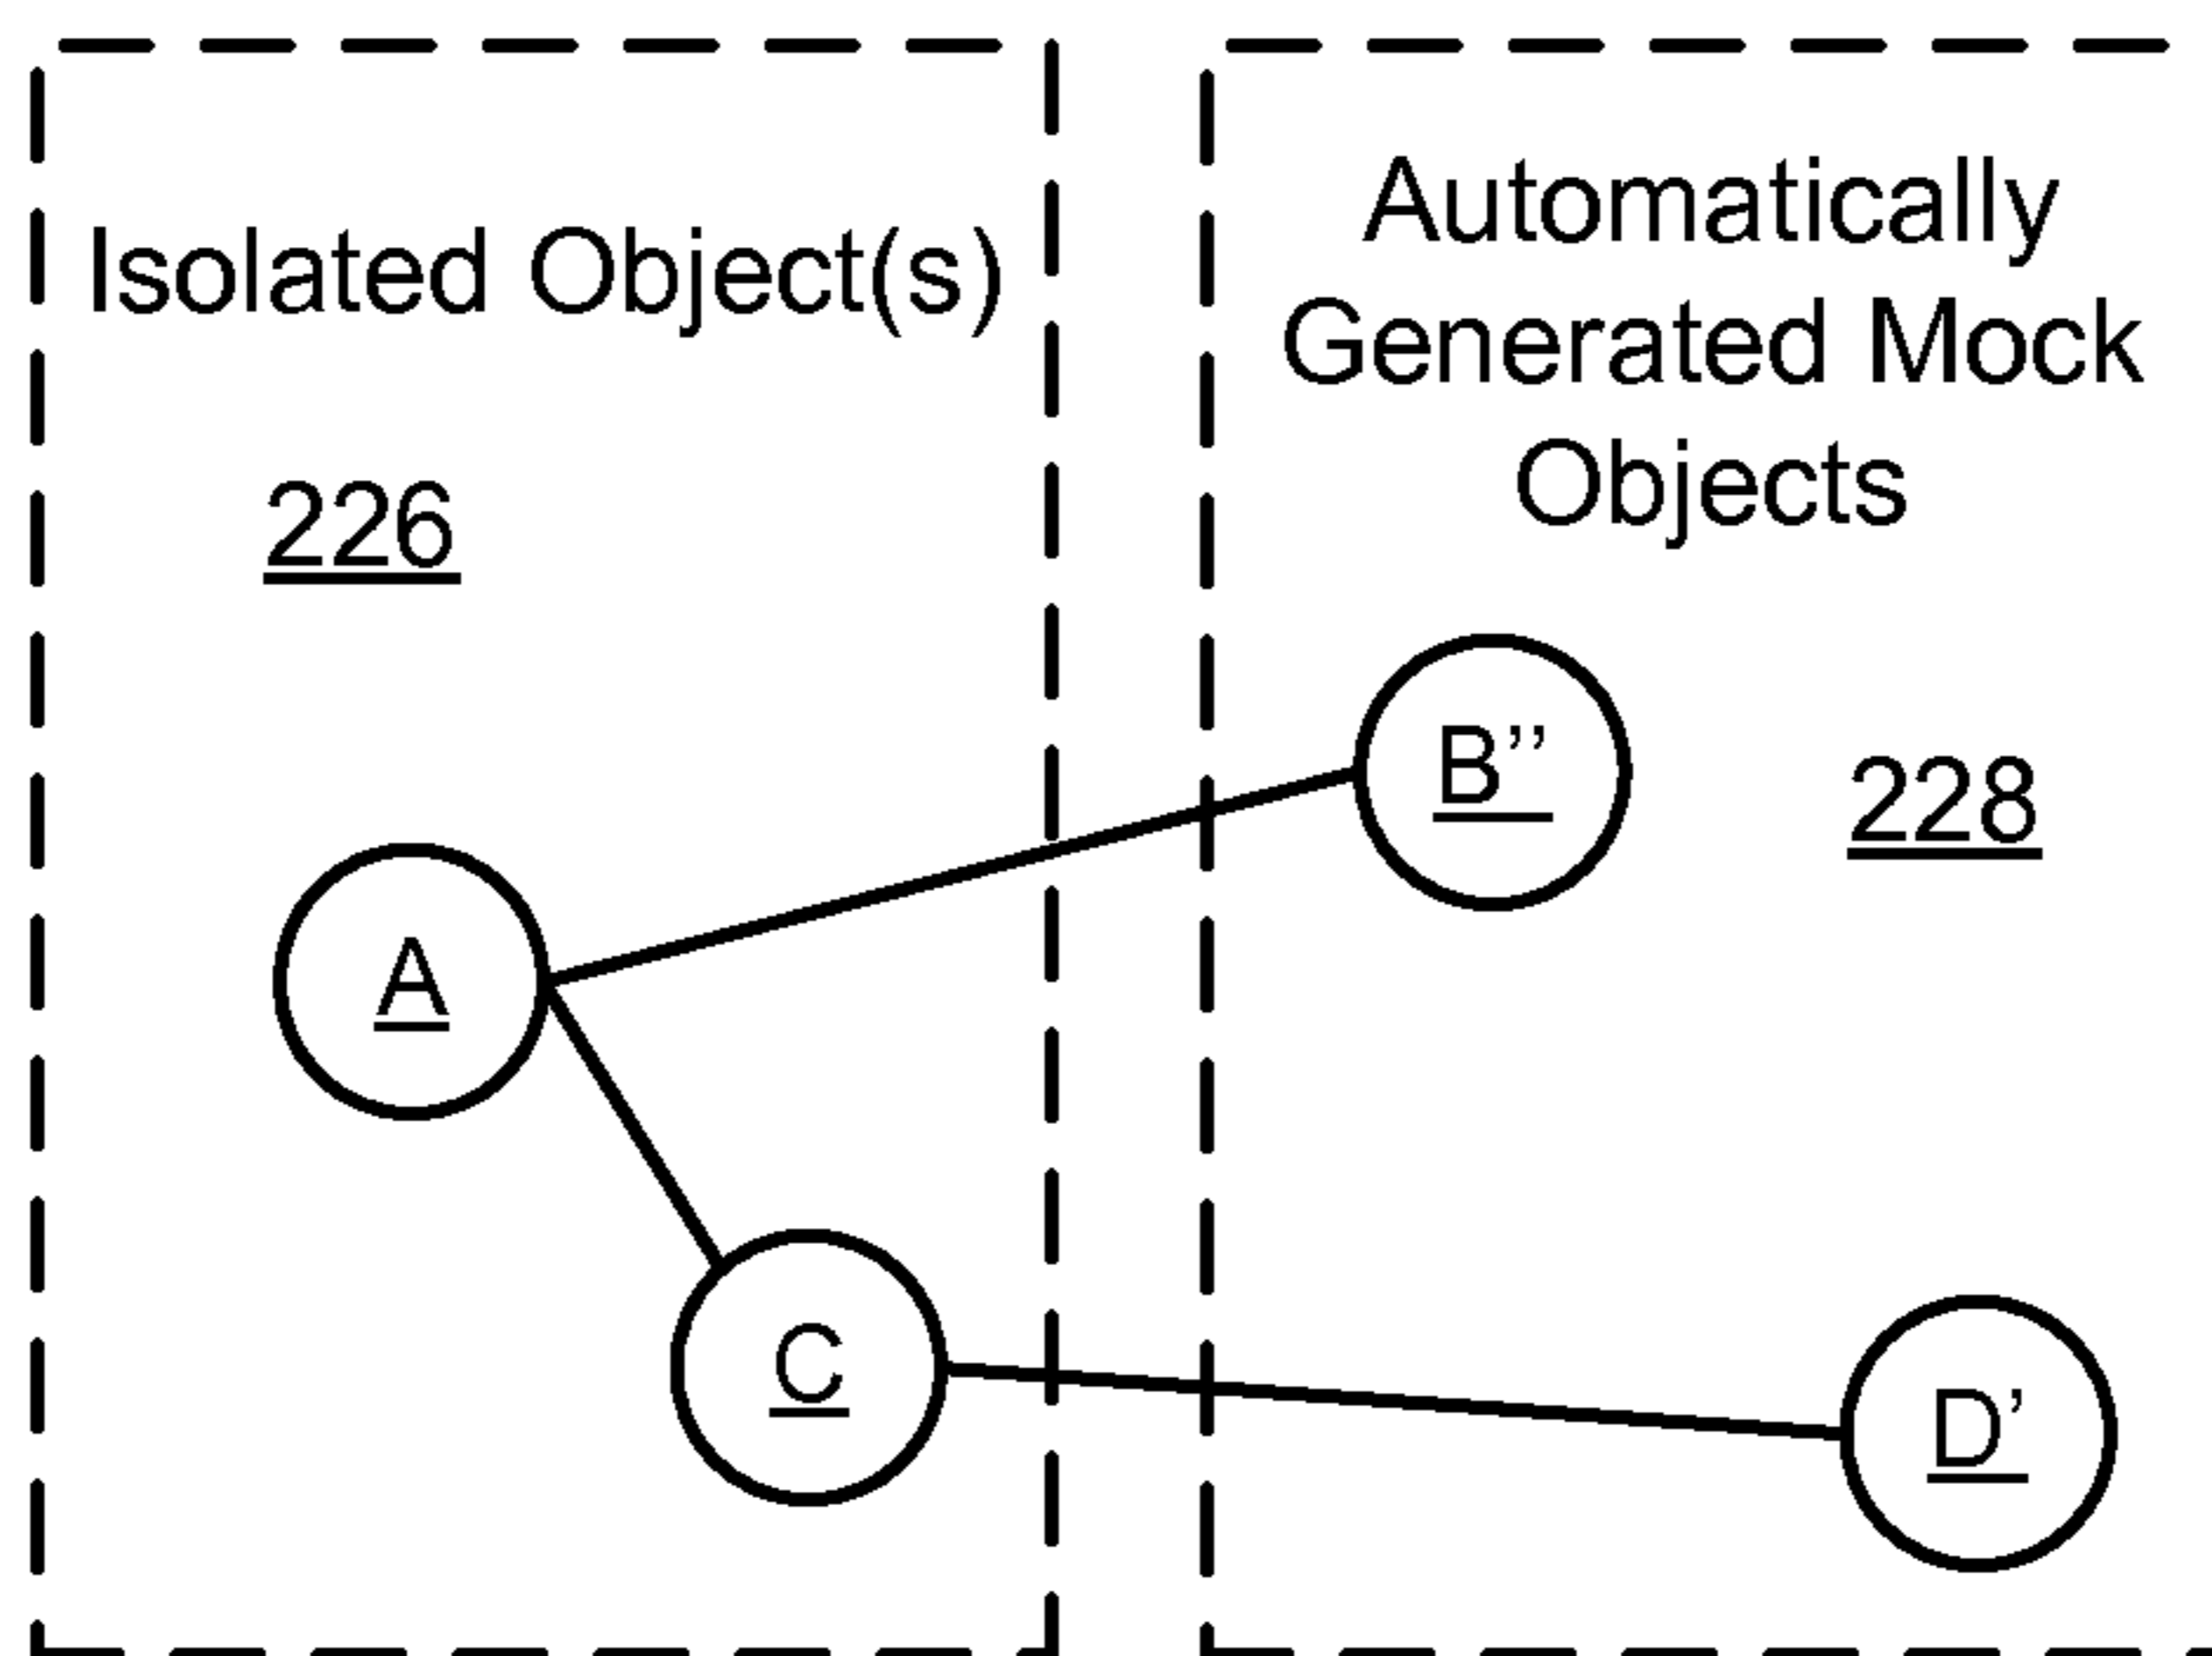 Isolated Object(s)
226
Automatically
Generated Mock
Objects
B”
228
A
C
D’